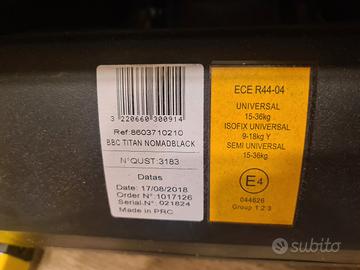 3 220660 300914
Ref:8603710210
BBC TITAN NOMADBLACK
N°QUST:3183
Datas
Date: 17/08/2018
Order N°:1017126
Serial.N°: 021824
Made in PRC
ECE R44-04
UNIVERSAL
15-36kg
ISOFIX UNIVERSAL
9-18kg Y
SEMI UNIVERSAL
15-36kg
E4
044626
Group 1 2 3
subito